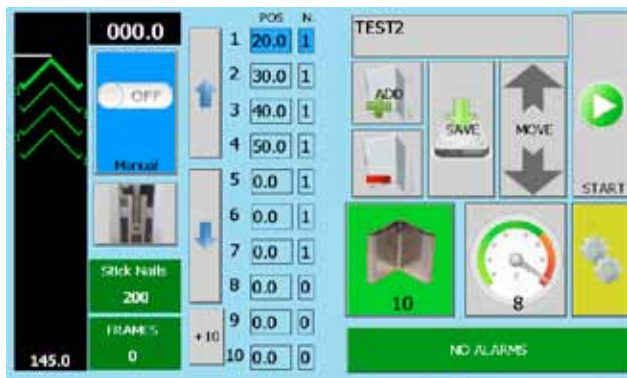 000.0
OFF
Manual
Stick Nails
200
FRAMES
0
145.0
+10
POS N.
1 20.0 1
2 30.0 1
3 40.0 1
4 50.0 1
5 0.0 1
6 0.0 1
7 0.0 1
8 0.0 0
9 0.0 0
10 0.0 0
TEST2
ADD
SAVE
MOVE
START
10
8
NO ALARMS